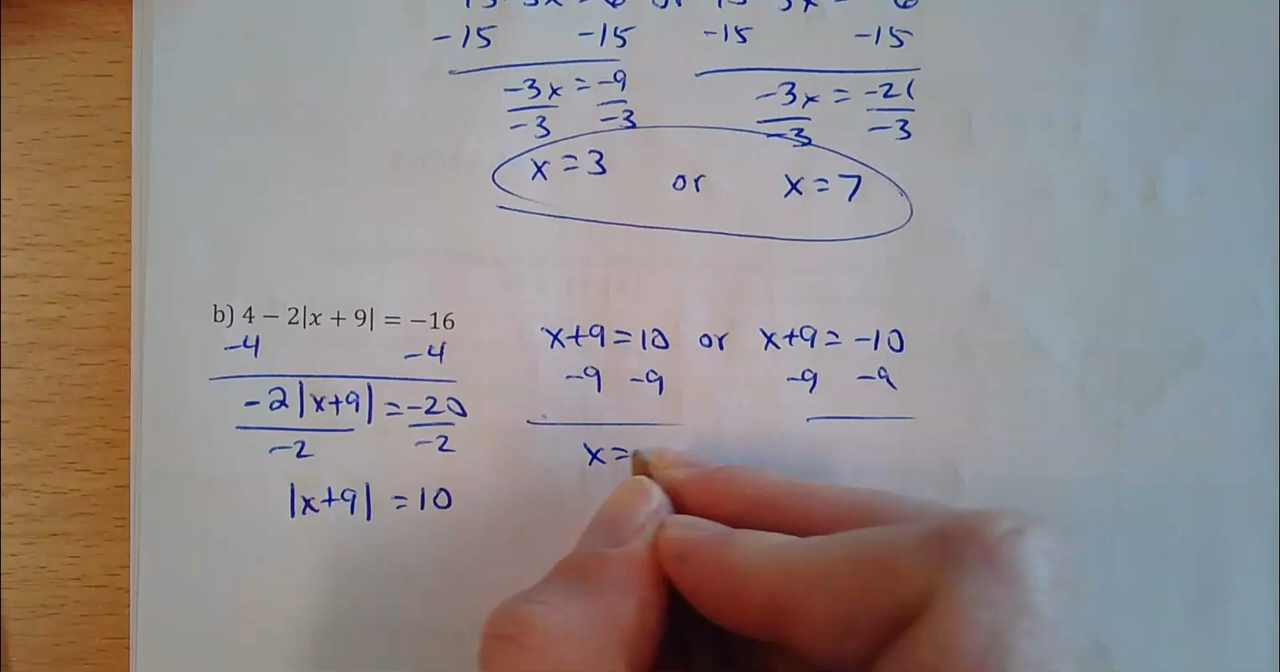 -15 -15 -15 -15
-3x = -9 -3x = -21
-3 -3 -3 -3
x = 3 or x = 7
b) 4 − 2|x + 9| = −16
-4 -4
-2|x+9| = -20
-2 -2
|x+9| = 10
x+9 = 10 or x+9 = -10
-9 -9 -9 -9
x =